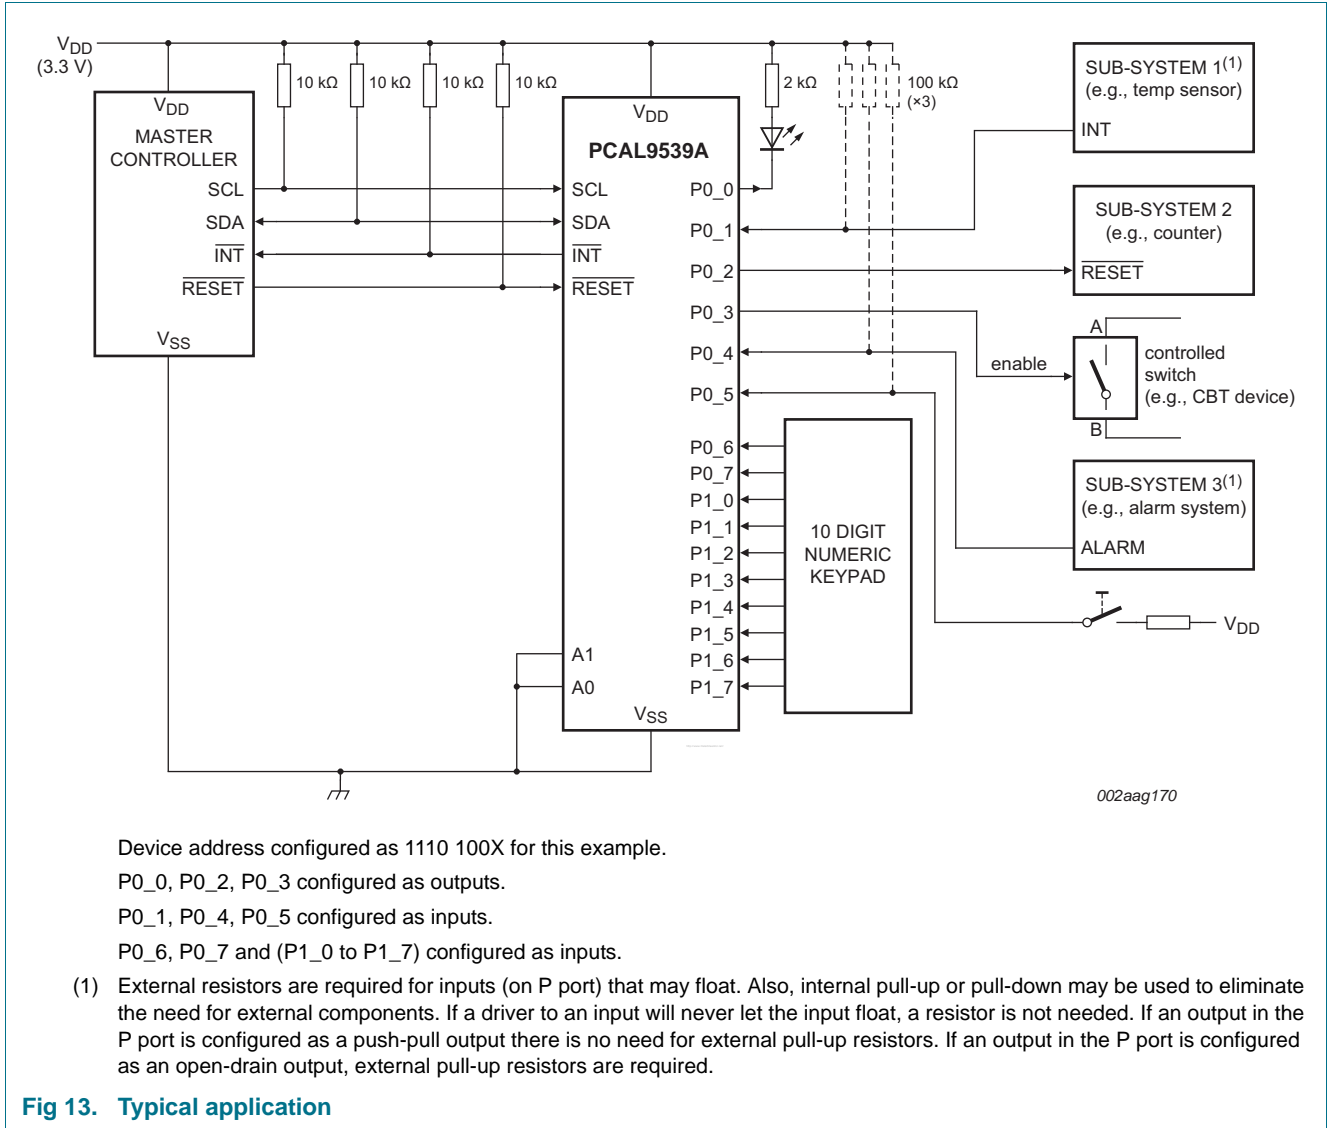 VDD
(3.3 V)
10 kΩ
10 kΩ
10 kΩ
10 kΩ
2 kΩ
100 kΩ
(×3)
VDD
MASTER
CONTROLLER
SCL
SDA
INT
RESET
VSS
VDD
PCAL9539A
SCL
SDA
INT
RESET
A1
A0
VSS
P0_0
P0_1
P0_2
P0_3
P0_4
P0_5
P0_6
P0_7
P1_0
P1_1
P1_2
P1_3
P1_4
P1_5
P1_6
P1_7
10 DIGIT
NUMERIC
KEYPAD
SUB-SYSTEM 1(1)
(e.g., temp sensor)
INT
SUB-SYSTEM 2
(e.g., counter)
RESET
enable
A
B
controlled
switch
(e.g., CBT device)
SUB-SYSTEM 3(1)
(e.g., alarm system)
ALARM
VDD
002aag170
Device address configured as 1110 100X for this example.
P0_0, P0_2, P0_3 configured as outputs.
P0_1, P0_4, P0_5 configured as inputs.
P0_6, P0_7 and (P1_0 to P1_7) configured as inputs.
(1) External resistors are required for inputs (on P port) that may float. Also, internal pull-up or pull-down may be used to eliminate
the need for external components. If a driver to an input will never let the input float, a resistor is not needed. If an output in the
P port is configured as a push-pull output there is no need for external pull-up resistors. If an output in the P port is configured
as an open-drain output, external pull-up resistors are required.
Fig 13. Typical application